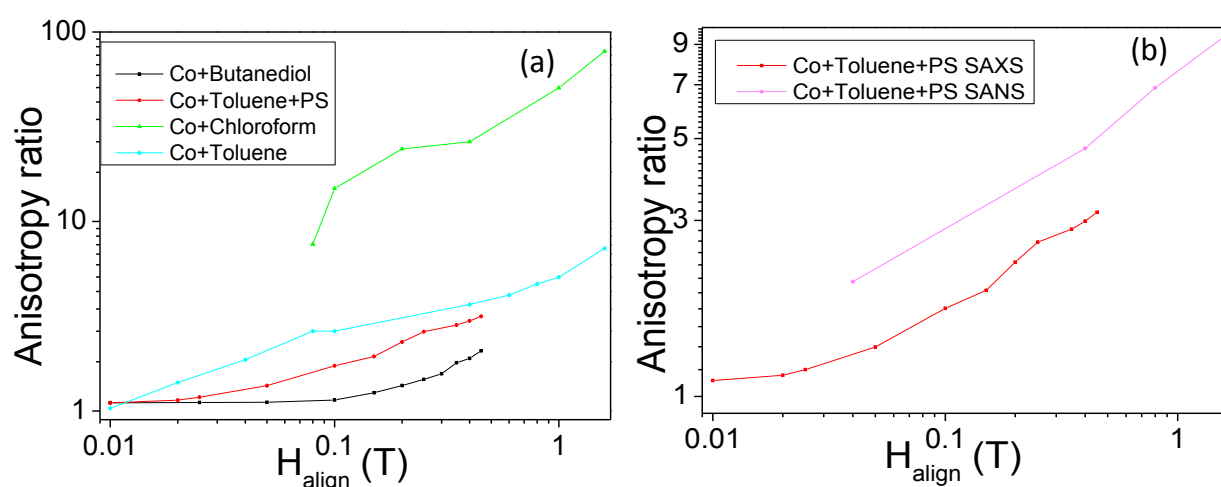 (a)
Co+Butanediol
Co+Toluene+PS
Co+Chloroform
Co+Toluene
100
10
1
0.01
0.1
1
Anisotropy ratio
H_align (T)
(b)
Co+Toluene+PS SAXS
Co+Toluene+PS SANS
9
7
5
3
1
0.01
0.1
1
Anisotropy ratio
H_align (T)